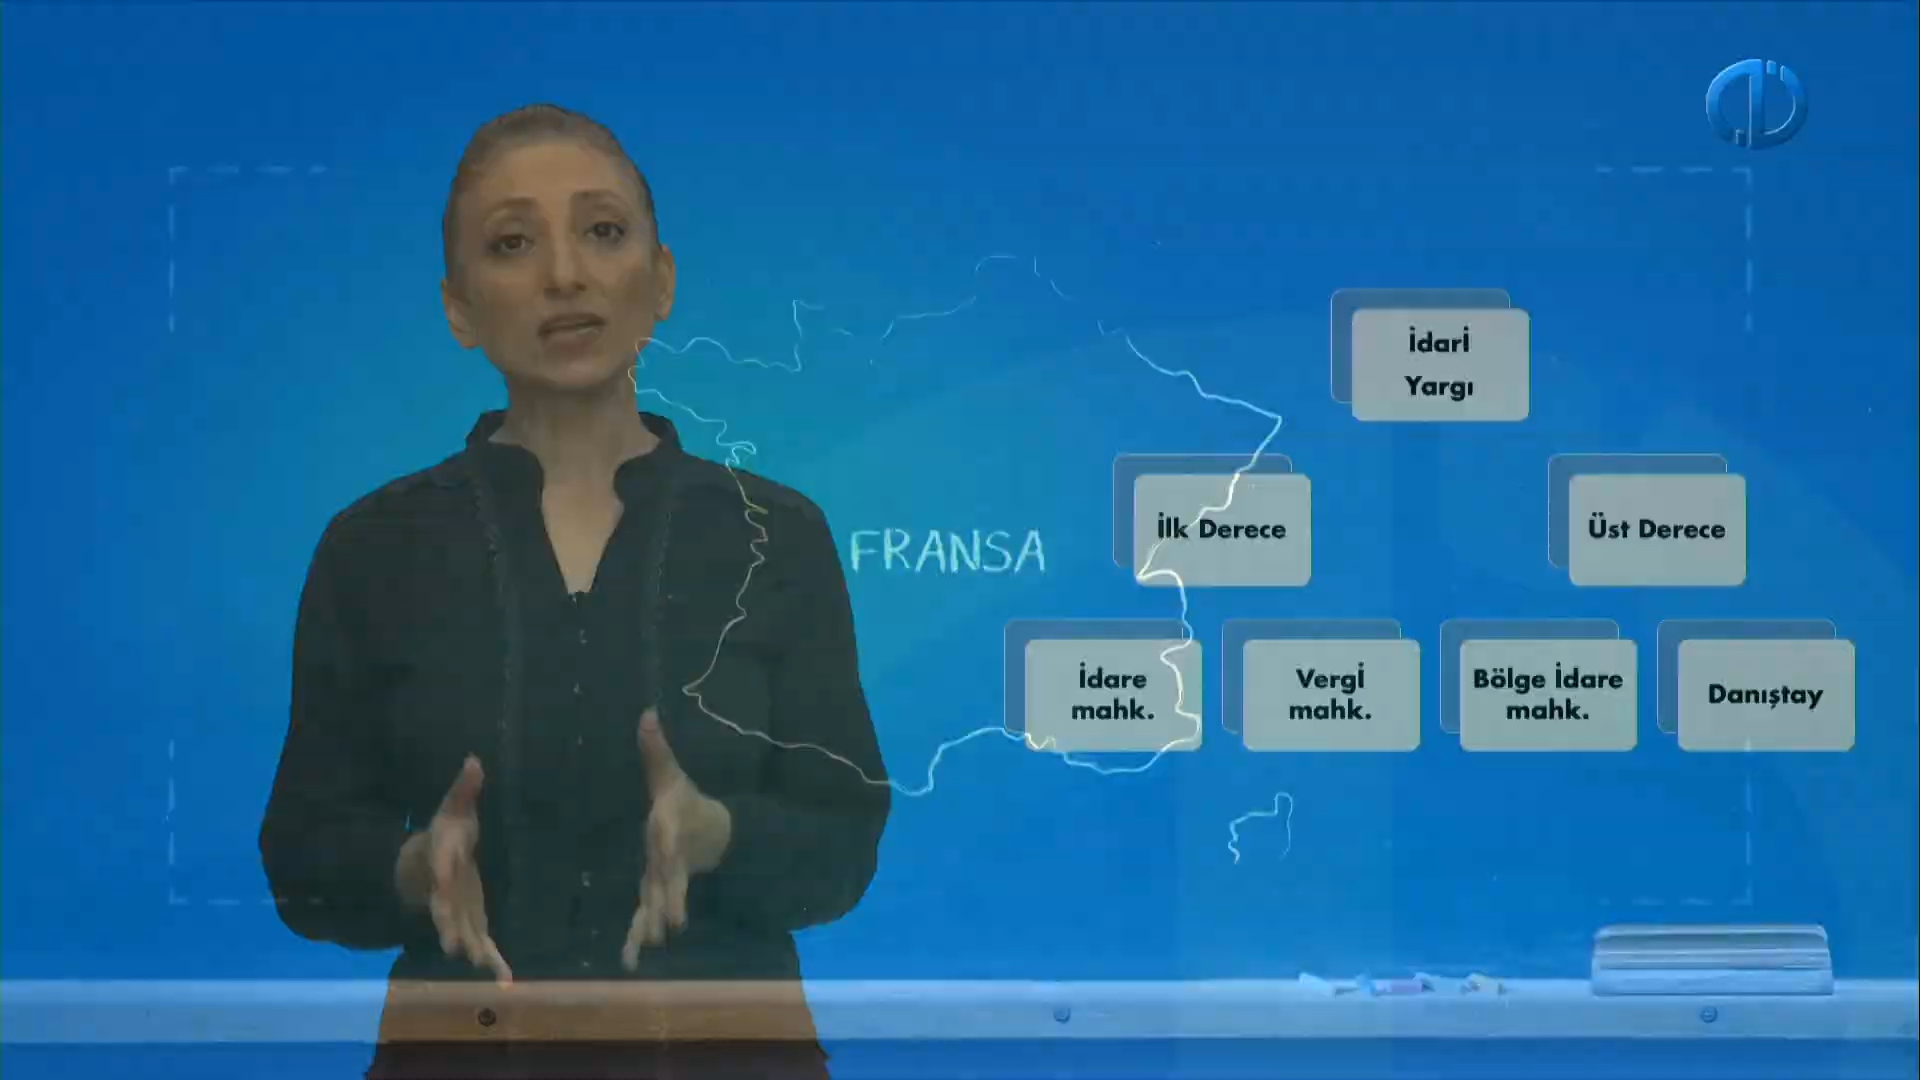 İdarİ
Yargı
İlk Derece
Üst Derece
FRANSA
İdare
mahk.
Vergİ
mahk.
Bölge İdare
mahk.
Danıştay